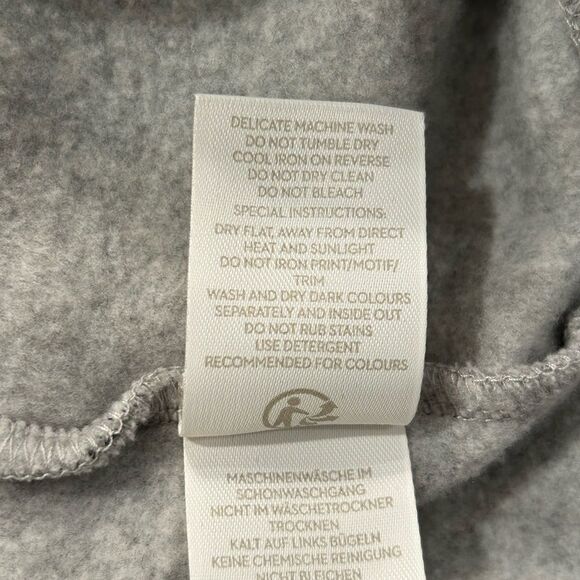 DELICATE MACHINE WASH
DO NOT TUMBLE DRY
COOL IRON ON REVERSE
DO NOT DRY CLEAN
DO NOT BLEACH
SPECIAL INSTRUCTIONS:
DRY FLAT, AWAY FROM DIRECT
HEAT AND SUNLIGHT
DO NOT IRON PRINT/MOTIF/
TRIM
WASH AND DRY DARK COLOURS
SEPARATELY AND INSIDE OUT
DO NOT RUB STAINS
USE DETERGENT
RECOMMENDED FOR COLOURS
MASCHINENWÄSCHE IM
SCHONWASCHGANG
NICHT IM WÄSCHETROCKNER
TROCKNEN
KALT AUF LINKS BÜGELN
KEINE CHEMISCHE REINIGUNG
NICHT BLEICHEN